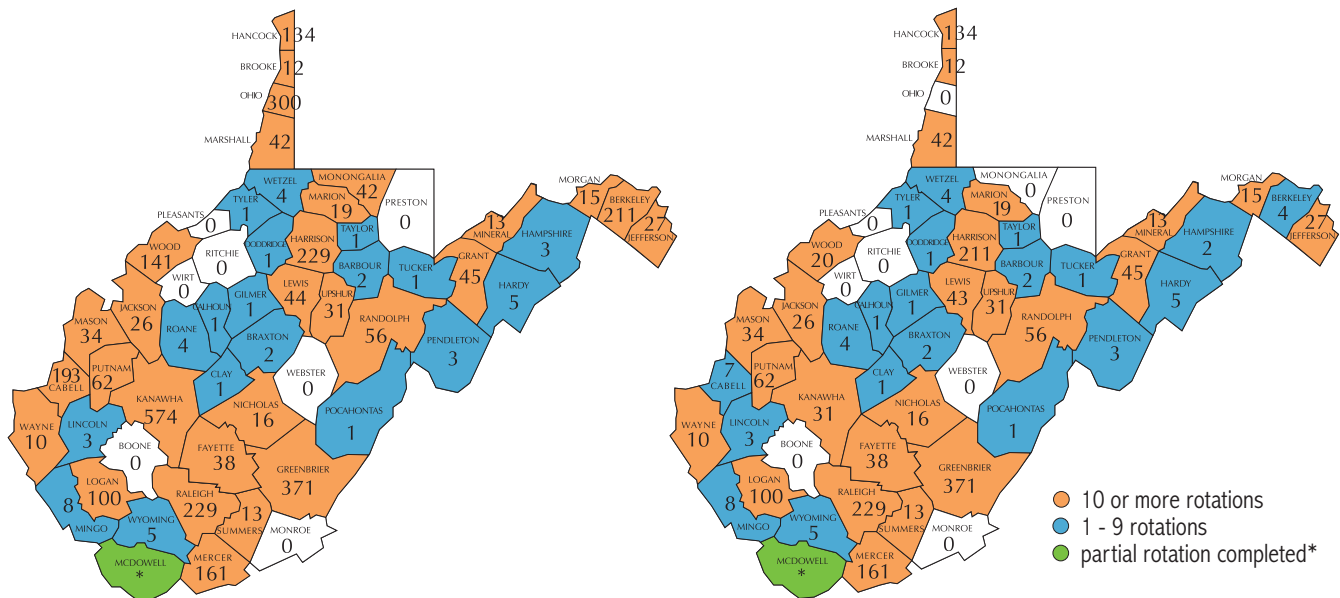 HANCOCK 134
BROOKE 12
OHIO 300
MARSHALL 42
WETZEL 4
MONONGALIA 42
MARION 19
PRESTON 0
TYLER 1
PLEASANTS 0
WOOD 141
RITCHIE 0
WIRT 0
DODDRIDGE 1
HARRISON 229
TAYLOR 1
BARBOUR 2
TUCKER 1
MORGAN 15
BERKELEY 211
27 JEFFERSON
13 MINERAL
HAMPSHIRE 3
GRANT 45
HARDY 5
MASON 34
JACKSON 26
ROANE 4
CALHOUN 1
GILMER 1
LEWIS 44
UPSHUR 31
RANDOLPH 56
BRAXTON 2
PENDLETON 3
193 CABELL
PUTNAM 62
KANAWHA 574
CLAY 1
WEBSTER 0
NICHOLAS 16
POCAHONTAS 1
WAYNE 10
LINCOLN 3
BOONE 0
FAYETTE 38
GREENBRIER 371
8 MINGO
LOGAN 100
WYOMING 5
RALEIGH 229
13 SUMMERS
MONROE 0
MCDOWELL *
MERCER 161
HANCOCK 134
BROOKE 12
OHIO 0
MARSHALL 42
WETZEL 4
MONONGALIA 0
MARION 19
PRESTON 0
TYLER 1
PLEASANTS 0
WOOD 20
RITCHIE 0
WIRT 0
DODDRIDGE 1
HARRISON 211
TAYLOR 1
BARBOUR 2
TUCKER 1
MORGAN 15
BERKELEY 4
27 JEFFERSON
13 MINERAL
HAMPSHIRE 2
GRANT 45
HARDY 5
MASON 34
JACKSON 26
ROANE 4
CALHOUN 1
GILMER 1
LEWIS 43
UPSHUR 31
RANDOLPH 56
BRAXTON 2
PENDLETON 3
7 CABELL
PUTNAM 62
KANAWHA 31
CLAY 1
WEBSTER 0
NICHOLAS 16
POCAHONTAS 1
WAYNE 10
LINCOLN 3
BOONE 0
FAYETTE 38
GREENBRIER 371
8 MINGO
LOGAN 100
WYOMING 5
RALEIGH 229
13 SUMMERS
MONROE 0
MCDOWELL *
MERCER 161
10 or more rotations
1 - 9 rotations
partial rotation completed*